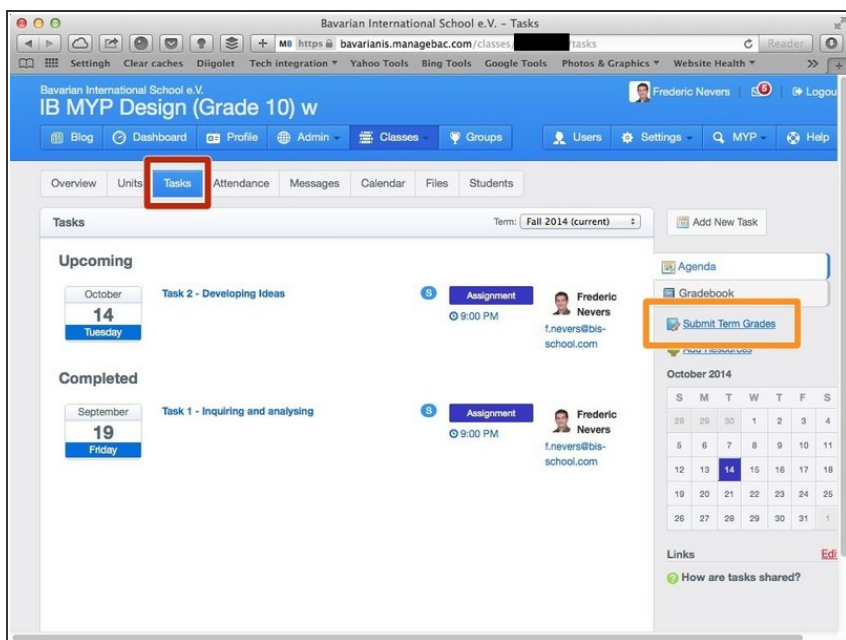 Bavarian International School e.V. – Tasks
MB https bavarianis.managebac.com/classes/ tasks Reader
Settingh Clear caches Diigolet Tech integration Yahoo Tools Bing Tools Google Tools Photos & Graphics Website Health
Bavarian International School e.V.
IB MYP Design (Grade 10) w
Frederic Nevers 6 Logou
Blog Dashboard Profile Admin Classes Groups Users Settings MYP Help
Overview Units Tasks Attendance Messages Calendar Files Students
Tasks Term: Fall 2014 (current) Add New Task
Upcoming
October
14
Tuesday
Task 2 - Developing Ideas
S
Assignment
9:00 PM
Frederic
Nevers
f.nevers@bis-
school.com
Completed
September
19
Friday
Task 1 - Inquiring and analysing
S
Assignment
9:00 PM
Frederic
Nevers
f.nevers@bis-
school.com
Agenda
Gradebook
Submit Term Grades
Add Resources
October 2014
S M T W T F S
28 29 30 1 2 3 4
5 6 7 8 9 10 11
12 13 14 15 16 17 18
19 20 21 22 23 24 25
26 27 28 29 30 31 1
Links Edi
How are tasks shared?